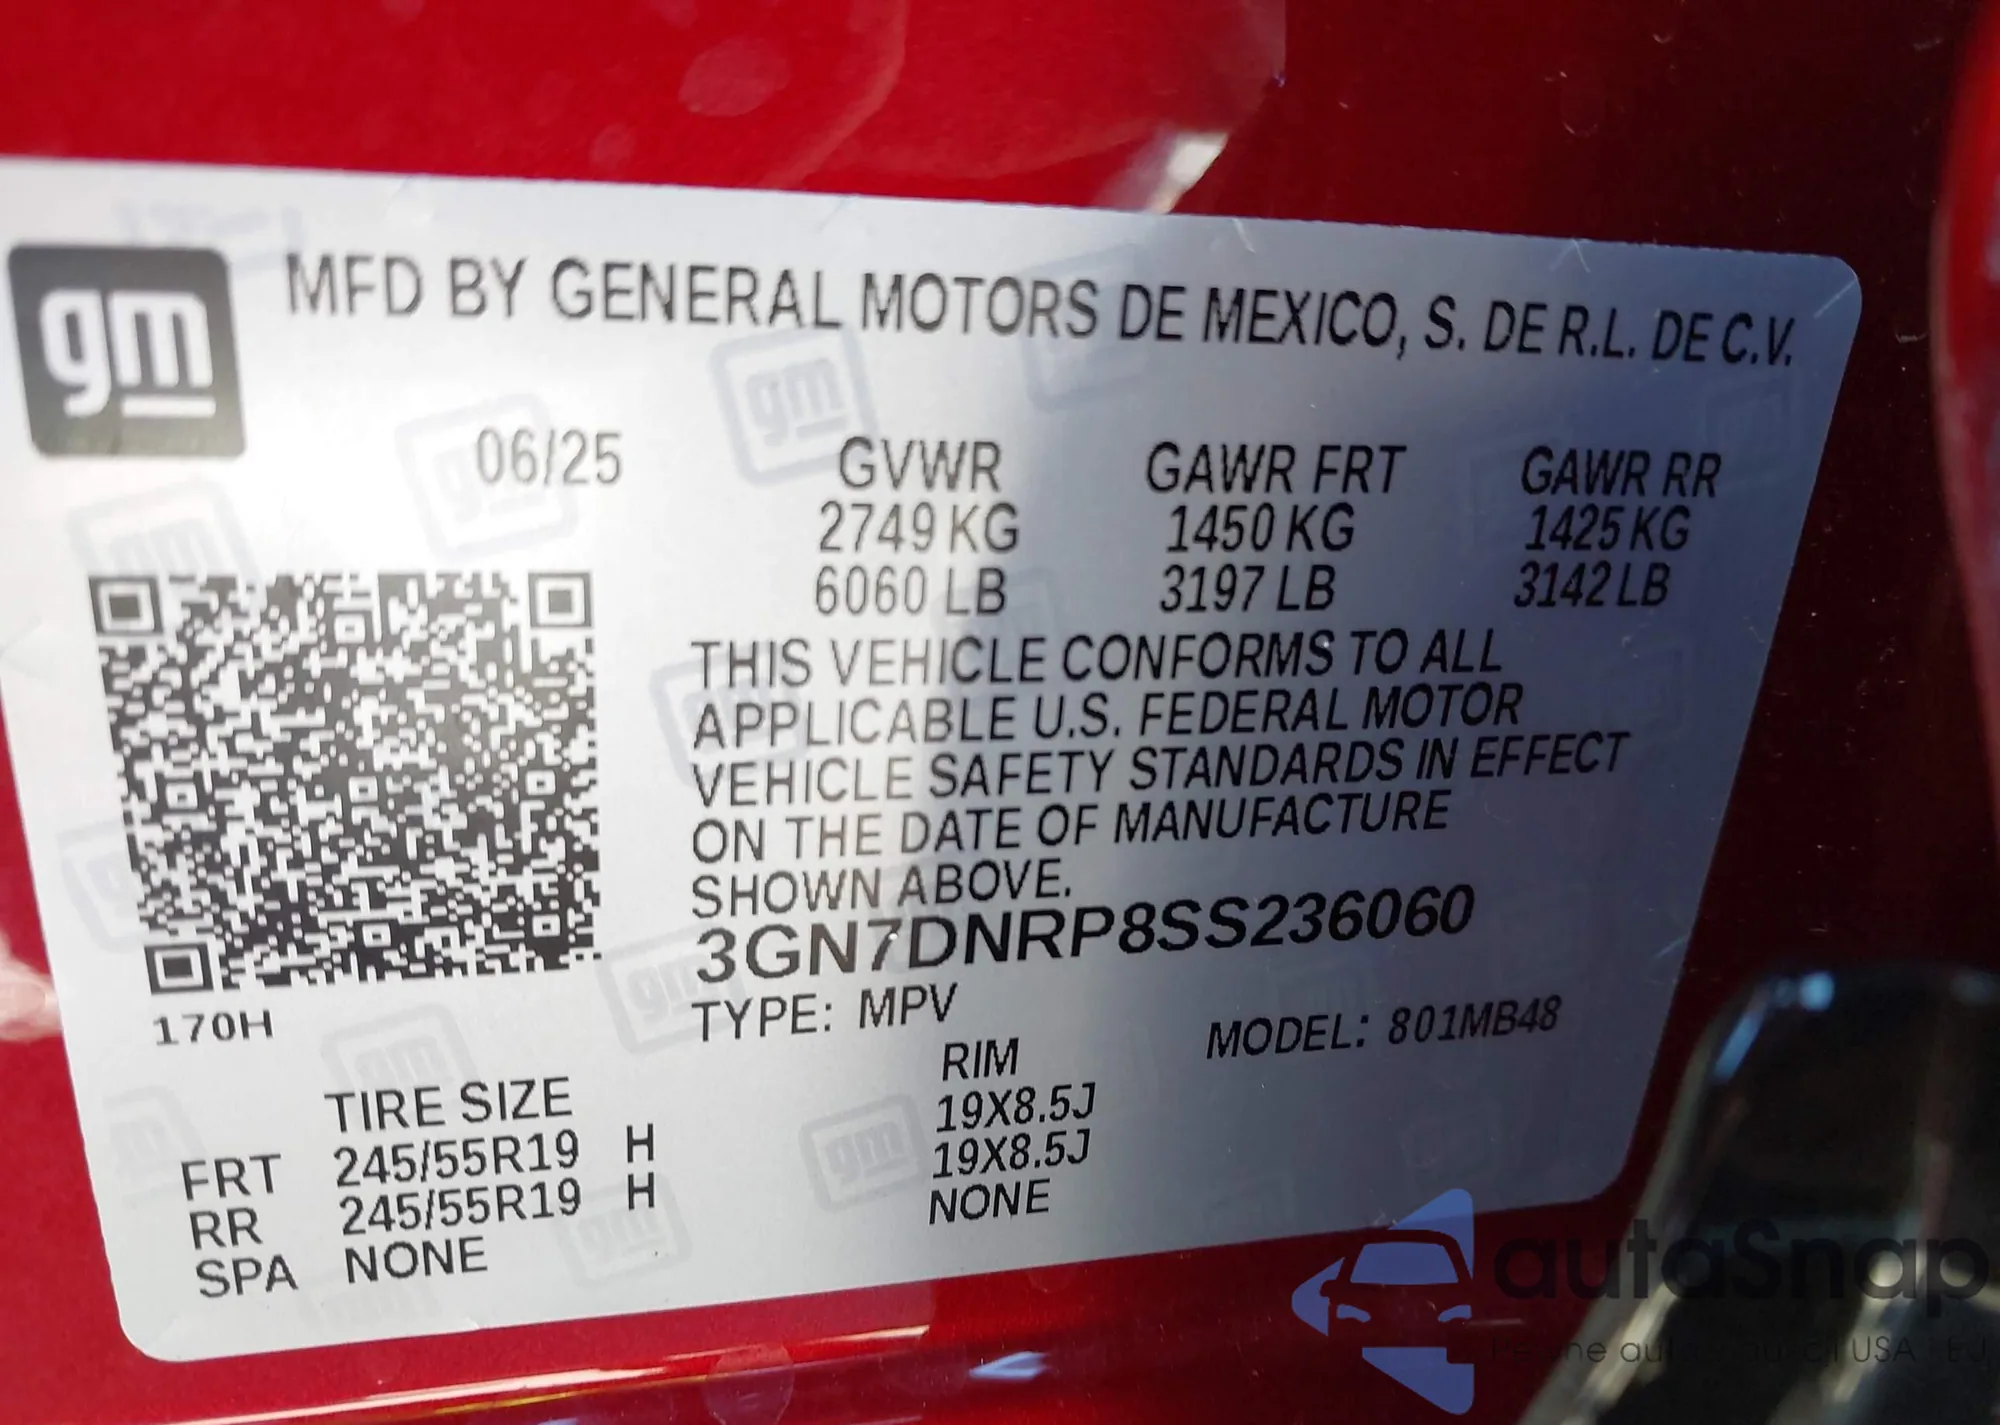 gm
MFD BY GENERAL MOTORS DE MEXICO, S. DE R.L. DE C.V.
06/25
GVWR GAWR FRT GAWR RR
2749 KG 1450 KG 1425 KG
6060 LB 3197 LB 3142 LB
THIS VEHICLE CONFORMS TO ALL
APPLICABLE U.S. FEDERAL MOTOR
VEHICLE SAFETY STANDARDS IN EFFECT
ON THE DATE OF MANUFACTURE
SHOWN ABOVE.
3GN7DNRP8SS236060
170H
TYPE: MPV MODEL: 801MB48
TIRE SIZE RIM
FRT 245/55R19 H 19X8.5J
RR 245/55R19 H 19X8.5J
SPA NONE NONE
autaSnap
USA